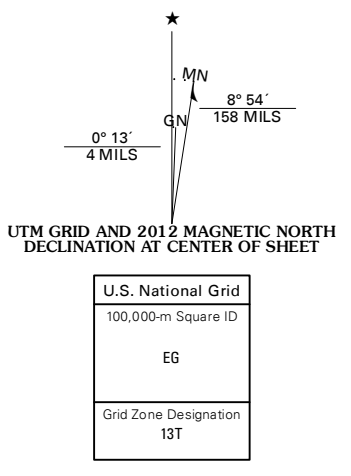 ★
MN
8° 54´
158 MILS
GN
0° 13´
4 MILS
UTM GRID AND 2012 MAGNETIC NORTH
DECLINATION AT CENTER OF SHEET
U.S. National Grid
100,000-m Square ID
EG
Grid Zone Designation
13T